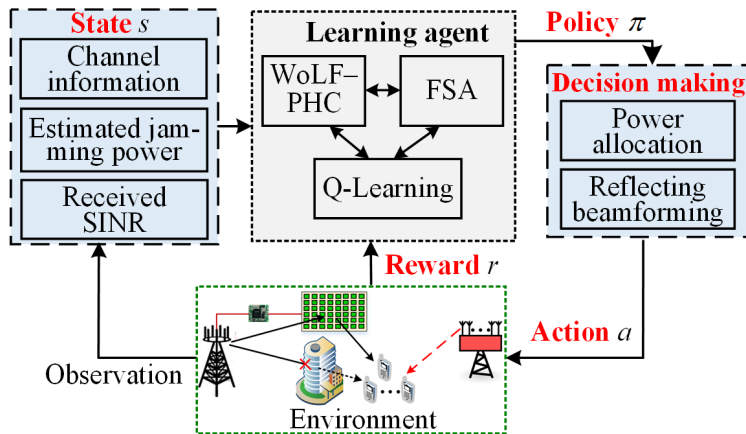 State s
Channel
information
Estimated jam-
ming power
Received
SINR
Learning agent
WoLF–
PHC
FSA
Q-Learning
Policy π
Decision making
Power
allocation
Reflecting
beamforming
Reward r
Action a
Observation
Environment